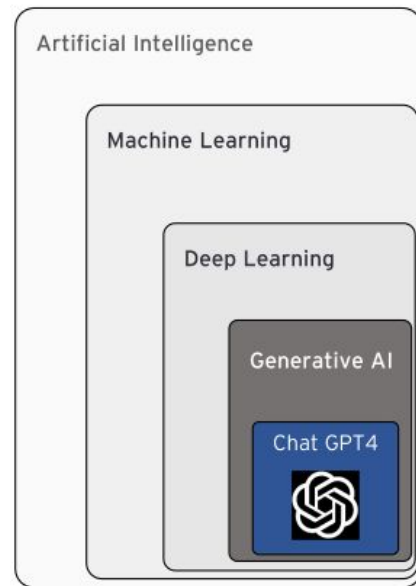 Artificial Intelligence
Machine Learning
Deep Learning
Generative AI
Chat GPT4